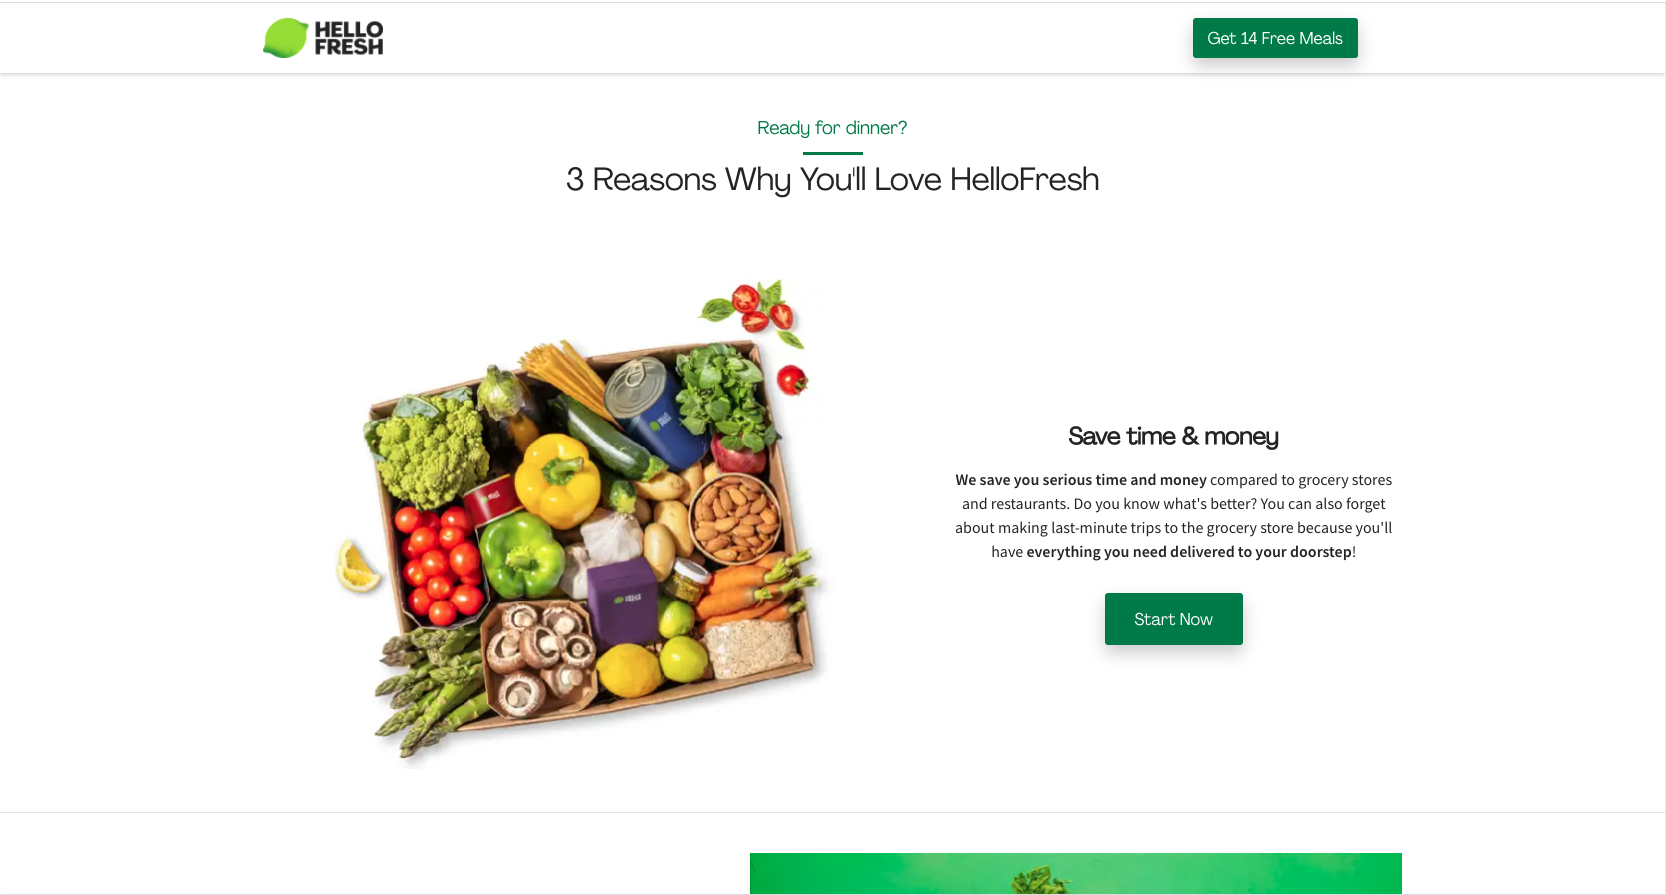 HELLO
FRESH
Get 14 Free Meals
Ready for dinner?
3 Reasons Why You'll Love HelloFresh
Save time & money
We save you serious time and money compared to grocery stores
and restaurants. Do you know what's better? You can also forget
about making last-minute trips to the grocery store because you'll
have everything you need delivered to your doorstep!
Start Now